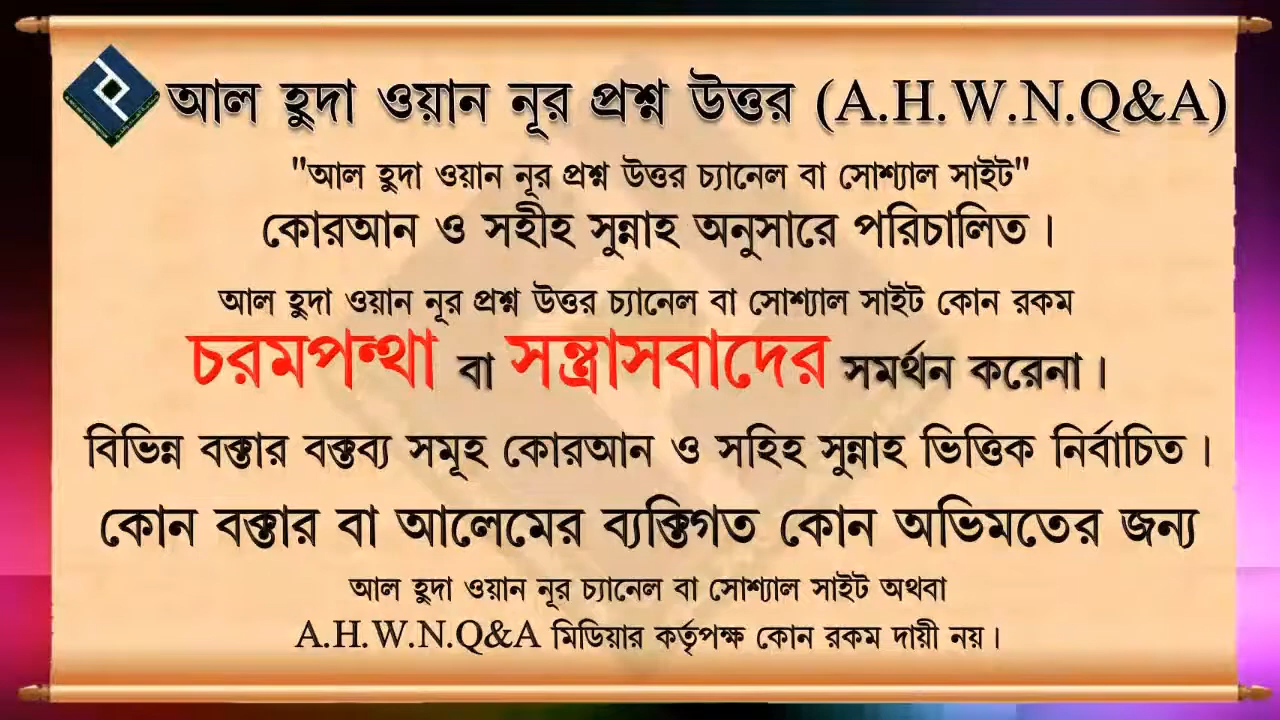 আল হুদা ওয়ান নূর প্রশ্ন উত্তর (A.H.W.N.Q&A)
"আল হুদা ওয়ান নূর প্রশ্ন উত্তর চ্যানেল বা সোশ্যাল সাইট"
কোরআন ও সহীহ সুন্নাহ অনুসারে পরিচালিত।
আল হুদা ওয়ান নূর প্রশ্ন উত্তর চ্যানেল বা সোশ্যাল সাইট কোন রকম
চরমপন্থা বা সন্ত্রাসবাদের সমর্থন করেনা।
বিভিন্ন বক্তার বক্তব্য সমূহ কোরআন ও সহিহ সুন্নাহ ভিত্তিক নির্বাচিত।
কোন বক্তার বা আলেমের ব্যক্তিগত কোন অভিমতের জন্য
আল হুদা ওয়ান নূর চ্যানেল বা সোশ্যাল সাইট অথবা
A.H.W.N.Q&A মিডিয়ার কর্তৃপক্ষ কোন রকম দায়ী নয়।